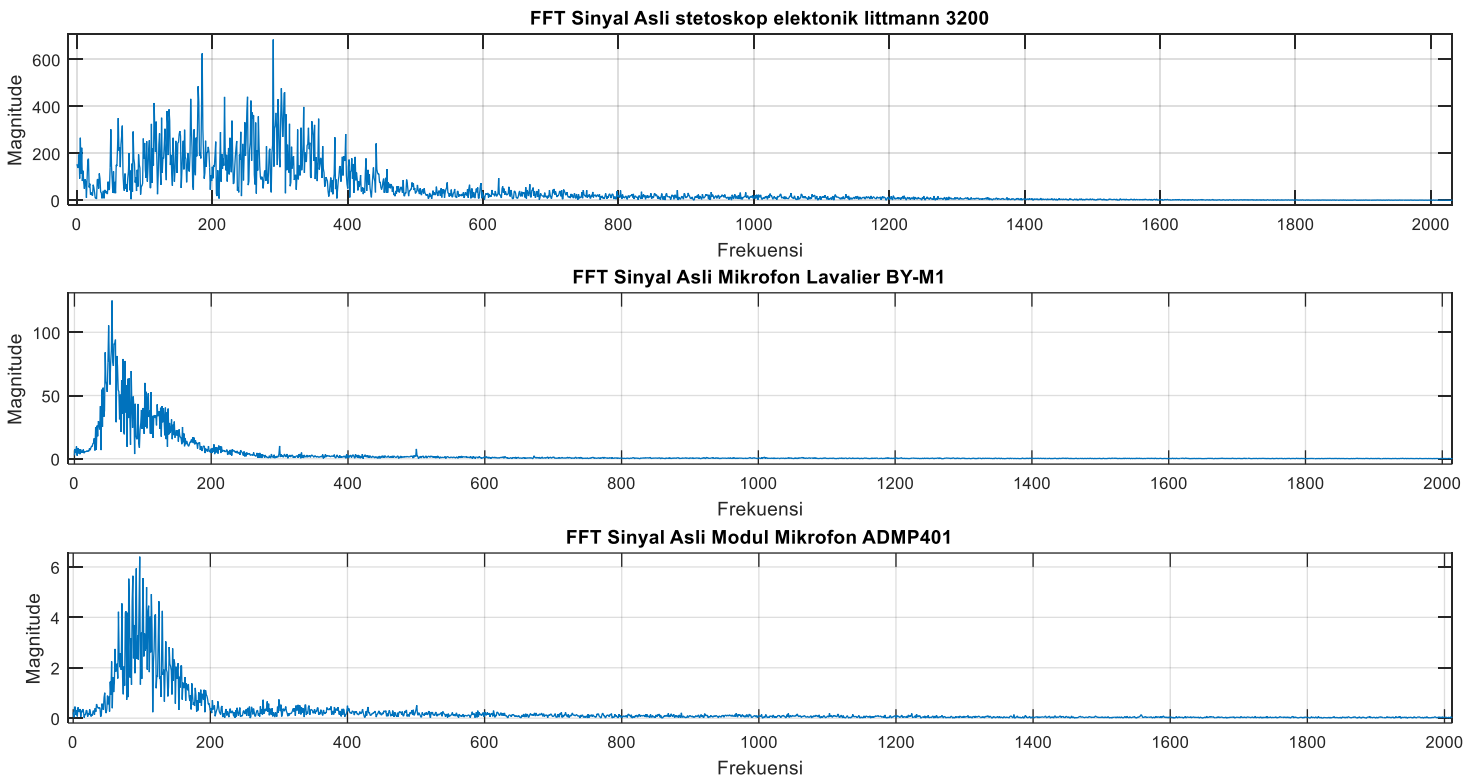 FFT Sinyal Asli stetoskop elektonik littmann 3200
Magnitude
600
400
200
0
0 200 400 600 800 1000 1200 1400 1600 1800 2000
Frekuensi
FFT Sinyal Asli Mikrofon Lavalier BY-M1
Magnitude
100
50
0
0 200 400 600 800 1000 1200 1400 1600 1800 2000
Frekuensi
FFT Sinyal Asli Modul Mikrofon ADMP401
Magnitude
6
4
2
0
0 200 400 600 800 1000 1200 1400 1600 1800 2000
Frekuensi